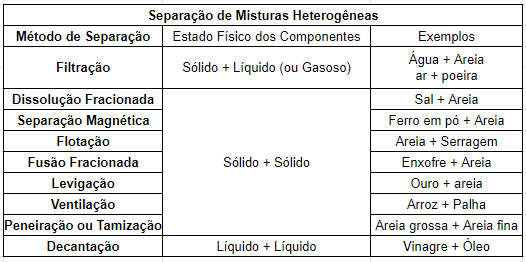 Separação de Misturas Heterogêneas
Método de Separação Estado Físico dos Componentes Exemplos
Filtração Sólido + Líquido (ou Gasoso) Água + Areia
ar + poeira
Dissolução Fracionada Sal + Areia
Separação Magnética Ferro em pó + Areia
Flotação Areia + Serragem
Fusão Fracionada Sólido + Sólido Enxofre + Areia
Levigação Ouro + areia
Ventilação Arroz + Palha
Peneiração ou Tamização Areia grossa + Areia fina
Decantação Líquido + Líquido Vinagre + Óleo